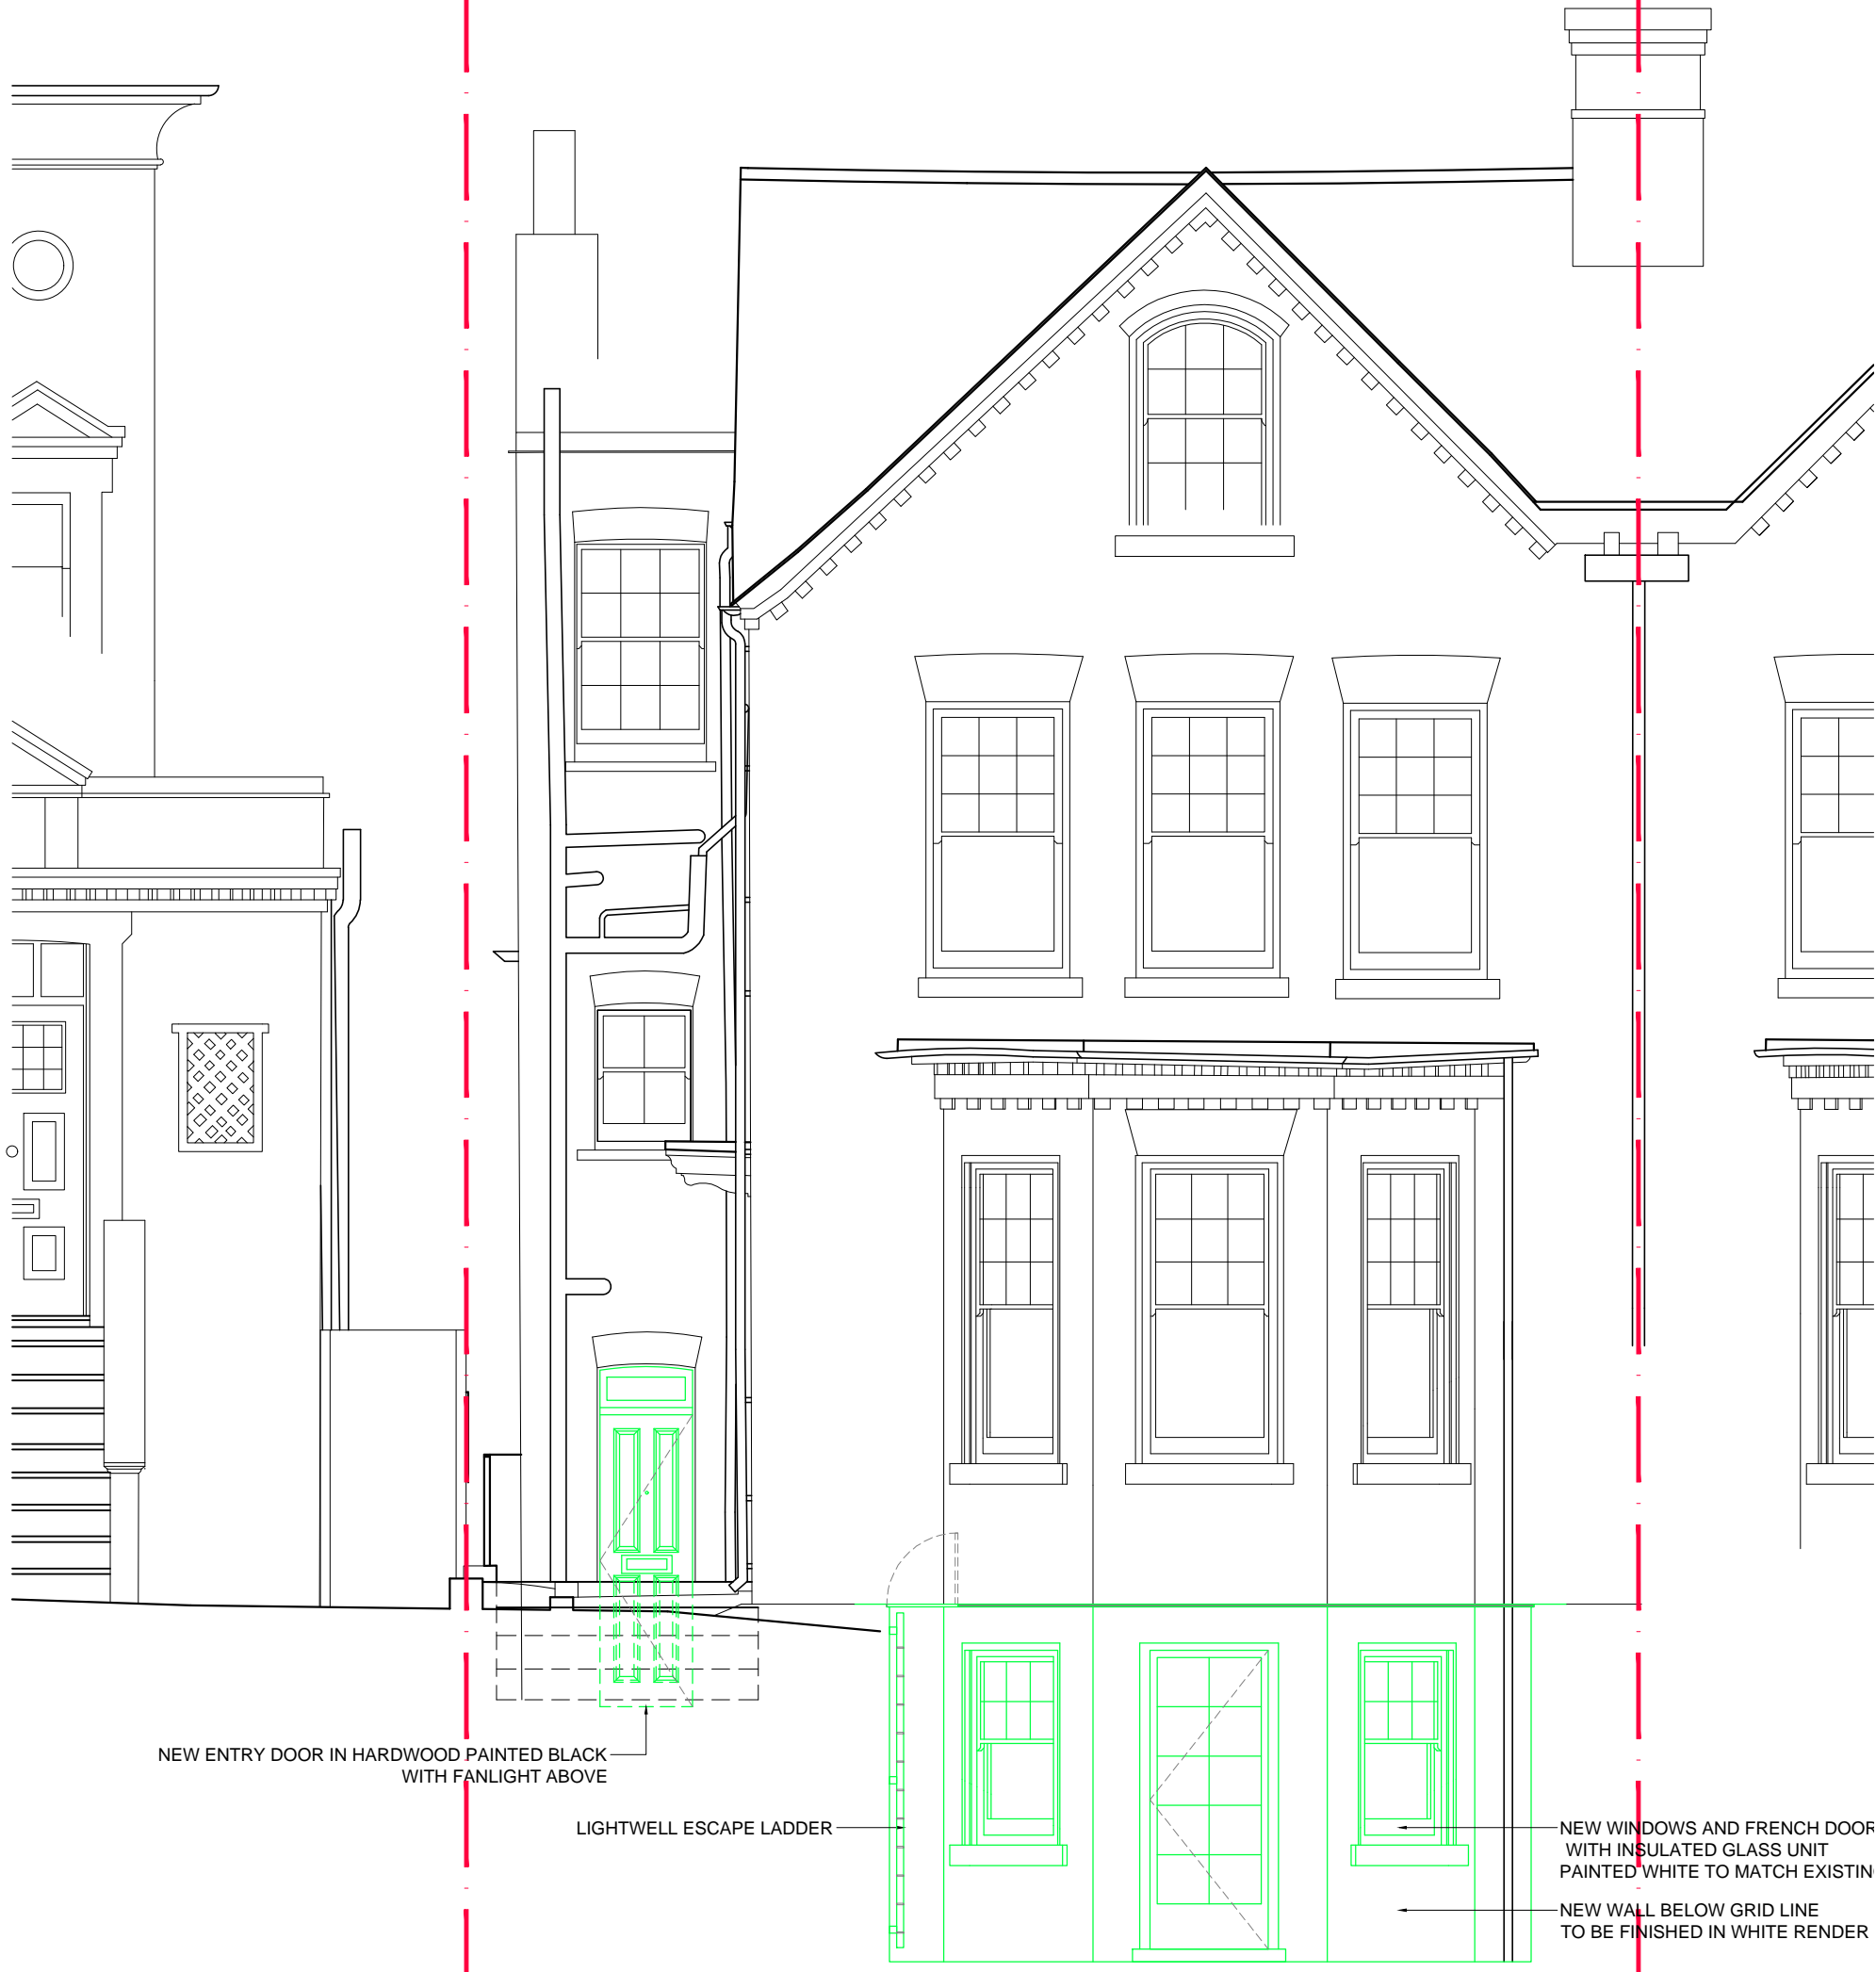 NEW ENTRY DOOR IN HARDWOOD PAINTED BLACK
WITH FANLIGHT ABOVE
LIGHTWELL ESCAPE LADDER
NEW WINDOWS AND FRENCH DOOR
WITH INSULATED GLASS UNIT
PAINTED WHITE TO MATCH EXISTING
NEW WALL BELOW GRID LINE
TO BE FINISHED IN WHITE RENDER